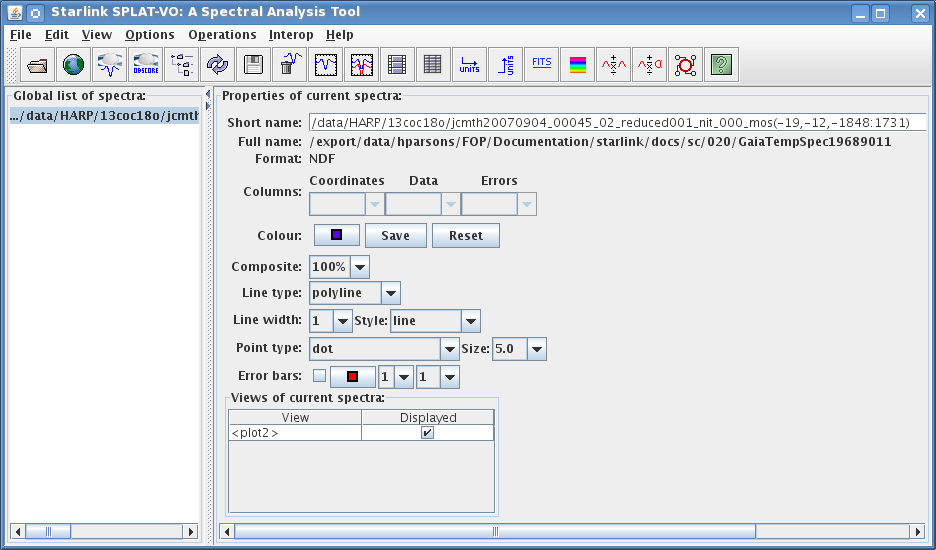 Starlink SPLAT-VO: A Spectral Analysis Tool
File Edit View Options Operations Interop Help
OBSCORE UNITS UNITS FITS
Global list of spectra:
.../data/HARP/13coc18o/jcmth
Properties of current spectra:
Short name: /data/HARP/13coc18o/jcmth20070904_00045_02_reduced001_nit_000_mos(-19,-12,-1848:1731)
Full name: /export/data/hparsons/FOP/Documentation/starlink/docs/sc/020/GaiaTempSpec19689011
Format: NDF
Coordinates Data Errors
Columns:
Colour: Save Reset
Composite: 100%
Line type: polyline
Line width: 1 Style: line
Point type: dot Size: 5.0
Error bars: 1 1
Views of current spectra:
View Displayed
<plot2>